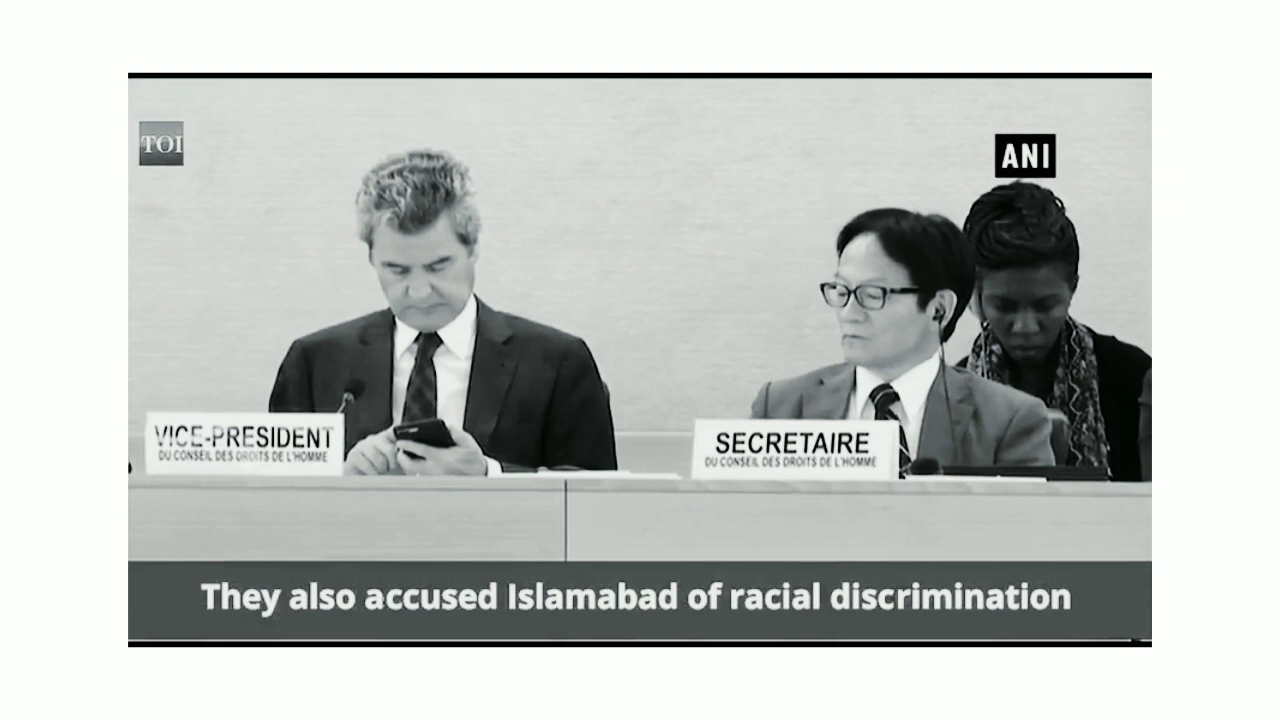 TOI
ANI
VICE-PRESIDENT
DU CONSEIL DES DROITS DE L'HOMME
SECRETAIRE
DU CONSEIL DES DROITS DE L'HOMME
They also accused Islamabad of racial discrimination